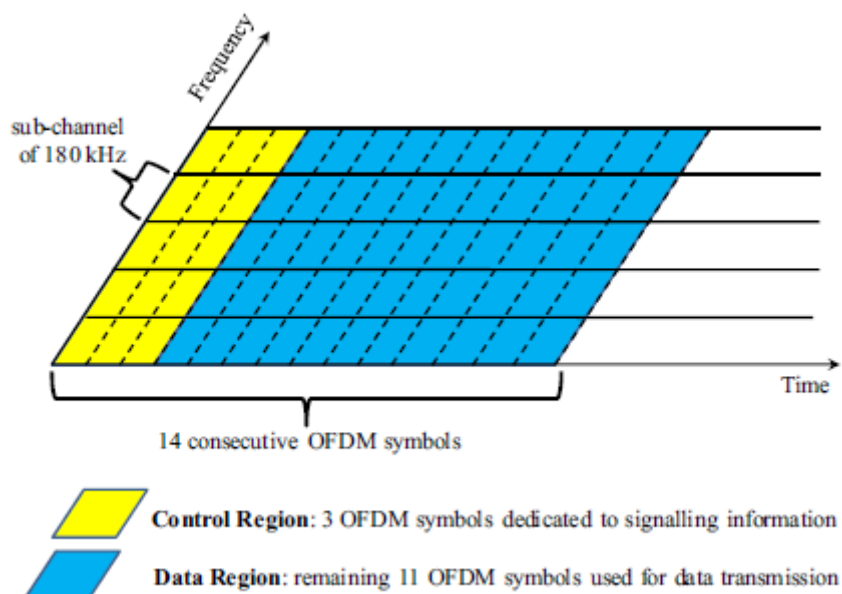 Frequency
sub-channel
of 180 kHz
Time
14 consecutive OFDM symbols
Control Region: 3 OFDM symbols dedicated to signalling information
Data Region: remaining 11 OFDM symbols used for data transmission